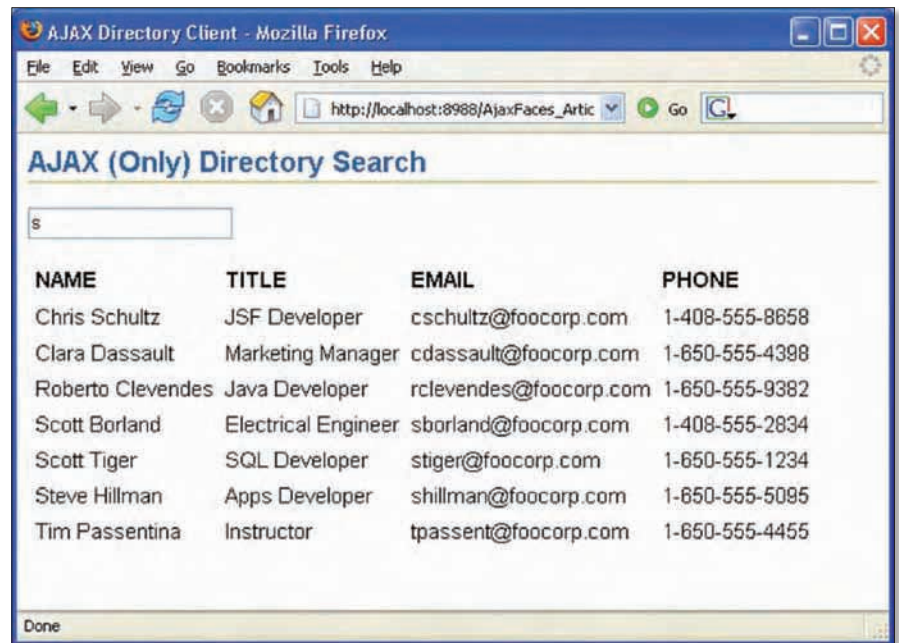 AJAX Directory Client - Mozilla Firefox
File Edit View Go Bookmarks Tools Help
http://localhost:8988/AjaxFaces_Artic Go G
AJAX (Only) Directory Search
s
NAME TITLE EMAIL PHONE
Chris Schultz JSF Developer cschultz@foocorp.com 1-408-555-8658
Clara Dassault Marketing Manager cdassault@foocorp.com 1-650-555-4398
Roberto Clevendes Java Developer rclevendes@foocorp.com 1-650-555-9382
Scott Borland Electrical Engineer sborland@foocorp.com 1-408-555-2834
Scott Tiger SQL Developer stiger@foocorp.com 1-650-555-1234
Steve Hillman Apps Developer shillman@foocorp.com 1-650-555-5095
Tim Passentina Instructor tpassent@foocorp.com 1-650-555-4455
Done